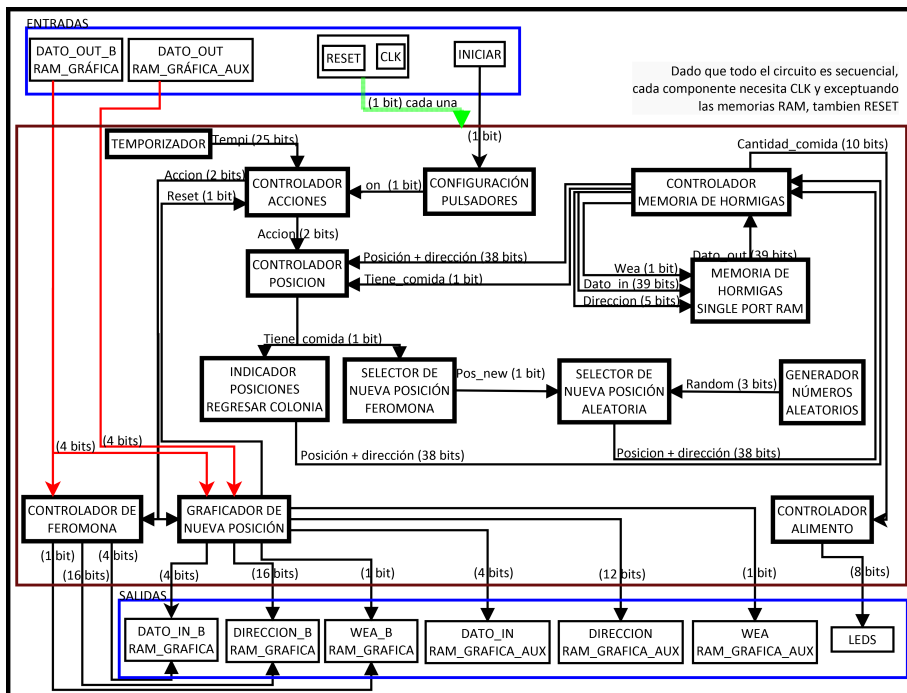 ENTRADAS
DATO_OUT_B
RAM_GRÁFICA
DATO_OUT
RAM_GRÁFICA_AUX
RESET
CLK
INICIAR
(1 bit) cada una
Dado que todo el circuito es secuencial,
cada componente necesita CLK y exceptuando
las memorias RAM, tambien RESET
(1 bit)
TEMPORIZADOR
Tempi (25 bits)
Cantidad_comida (10 bits)
Accion (2 bits)
Reset (1 bit)
CONTROLADOR
ACCIONES
on (1 bit)
CONFIGURACIÓN
PULSADORES
CONTROLADOR
MEMORIA DE HORMIGAS
Accion (2 bits)
CONTROLADOR
POSICION
Posición + dirección (38 bits)
Tiene_comida (1 bit)
Dato_out (39 bits)
Wea (1 bit)
Dato_in (39 bits)
Direccion (5 bits)
MEMORIA DE
HORMIGAS
SINGLE PORT RAM
Tiene_comida (1 bit)
INDICADOR
POSICIONES
REGRESAR COLONIA
SELECTOR DE
NUEVA POSICIÓN
FEROMONA
Pos_new (1 bit)
SELECTOR DE
NUEVA POSICIÓN
ALEATORIA
Random (3 bits)
GENERADOR
NÚMEROS
ALEATORIOS
(4 bits)
(4 bits)
Posición + dirección (38 bits)
Posicion + dirección (38 bits)
CONTROLADOR DE
FEROMONA
GRAFICADOR DE
NUEVA POSICIÓN
CONTROLADOR
ALIMENTO
(1 bit)
(16 bits)
(4 bits)
(4 bits)
(16 bits)
(1 bit)
(4 bits)
(12 bits)
(1 bit)
(8 bits)
SALIDAS
DATO_IN_B
RAM_GRAFICA
DIRECCION_B
RAM_GRAFICA
WEA_B
RAM_GRAFICA
DATO_IN
RAM_GRAFICA_AUX
DIRECCION
RAM_GRAFICA_AUX
WEA
RAM_GRAFICA_AUX
LEDS